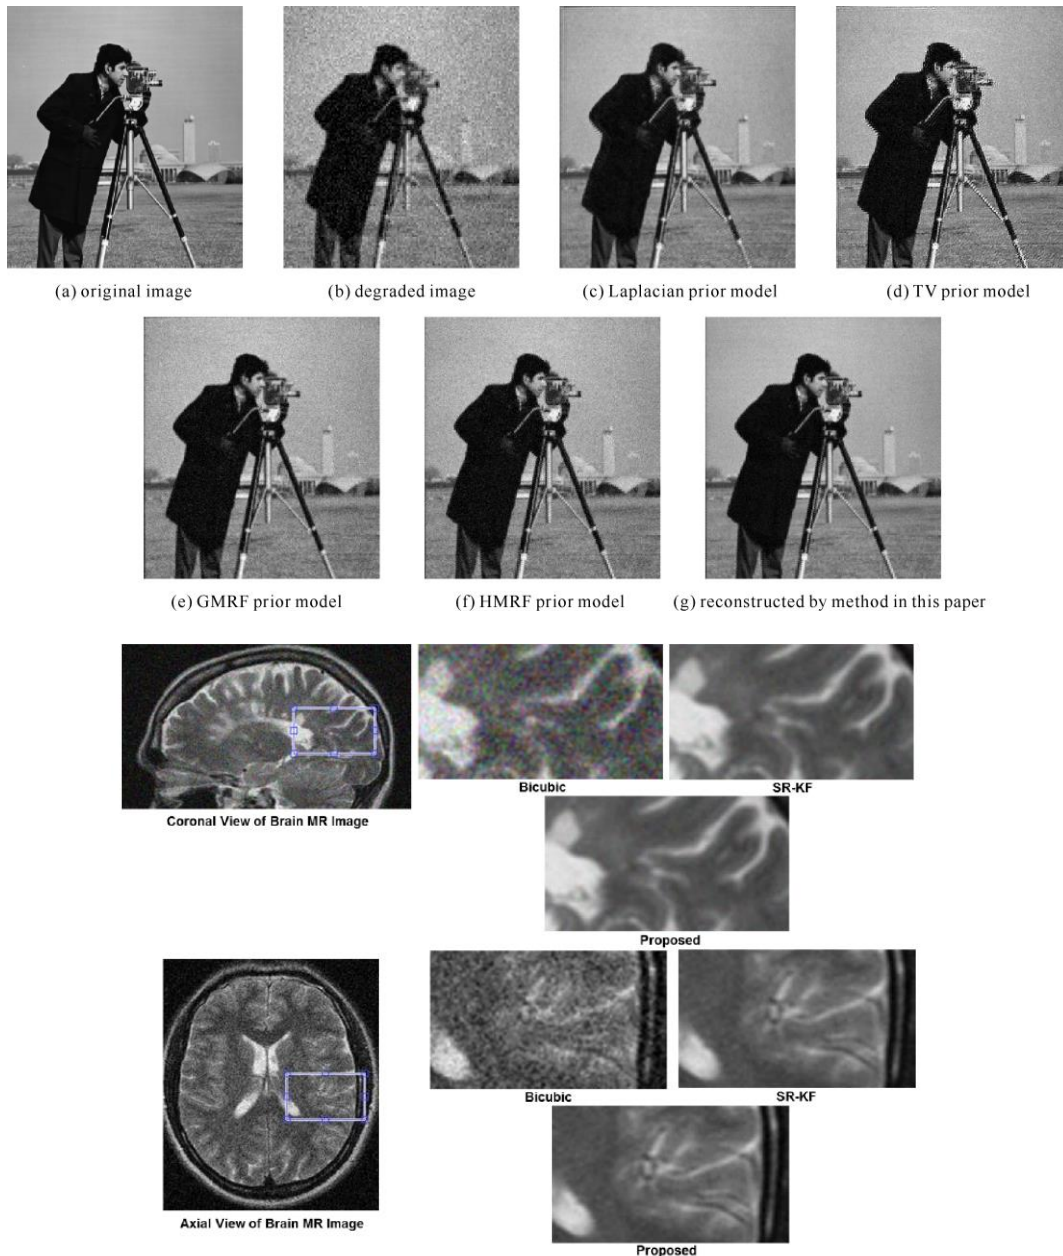 (a) original image
(b) degraded image
(c) Laplacian prior model
(d) TV prior model
(e) GMRF prior model
(f) HMRF prior model
(g) reconstructed by method in this paper
Bicubic
SR-KF
Coronal View of Brain MR Image
Proposed
Bicubic
SR-KF
Axial View of Brain MR Image
Proposed